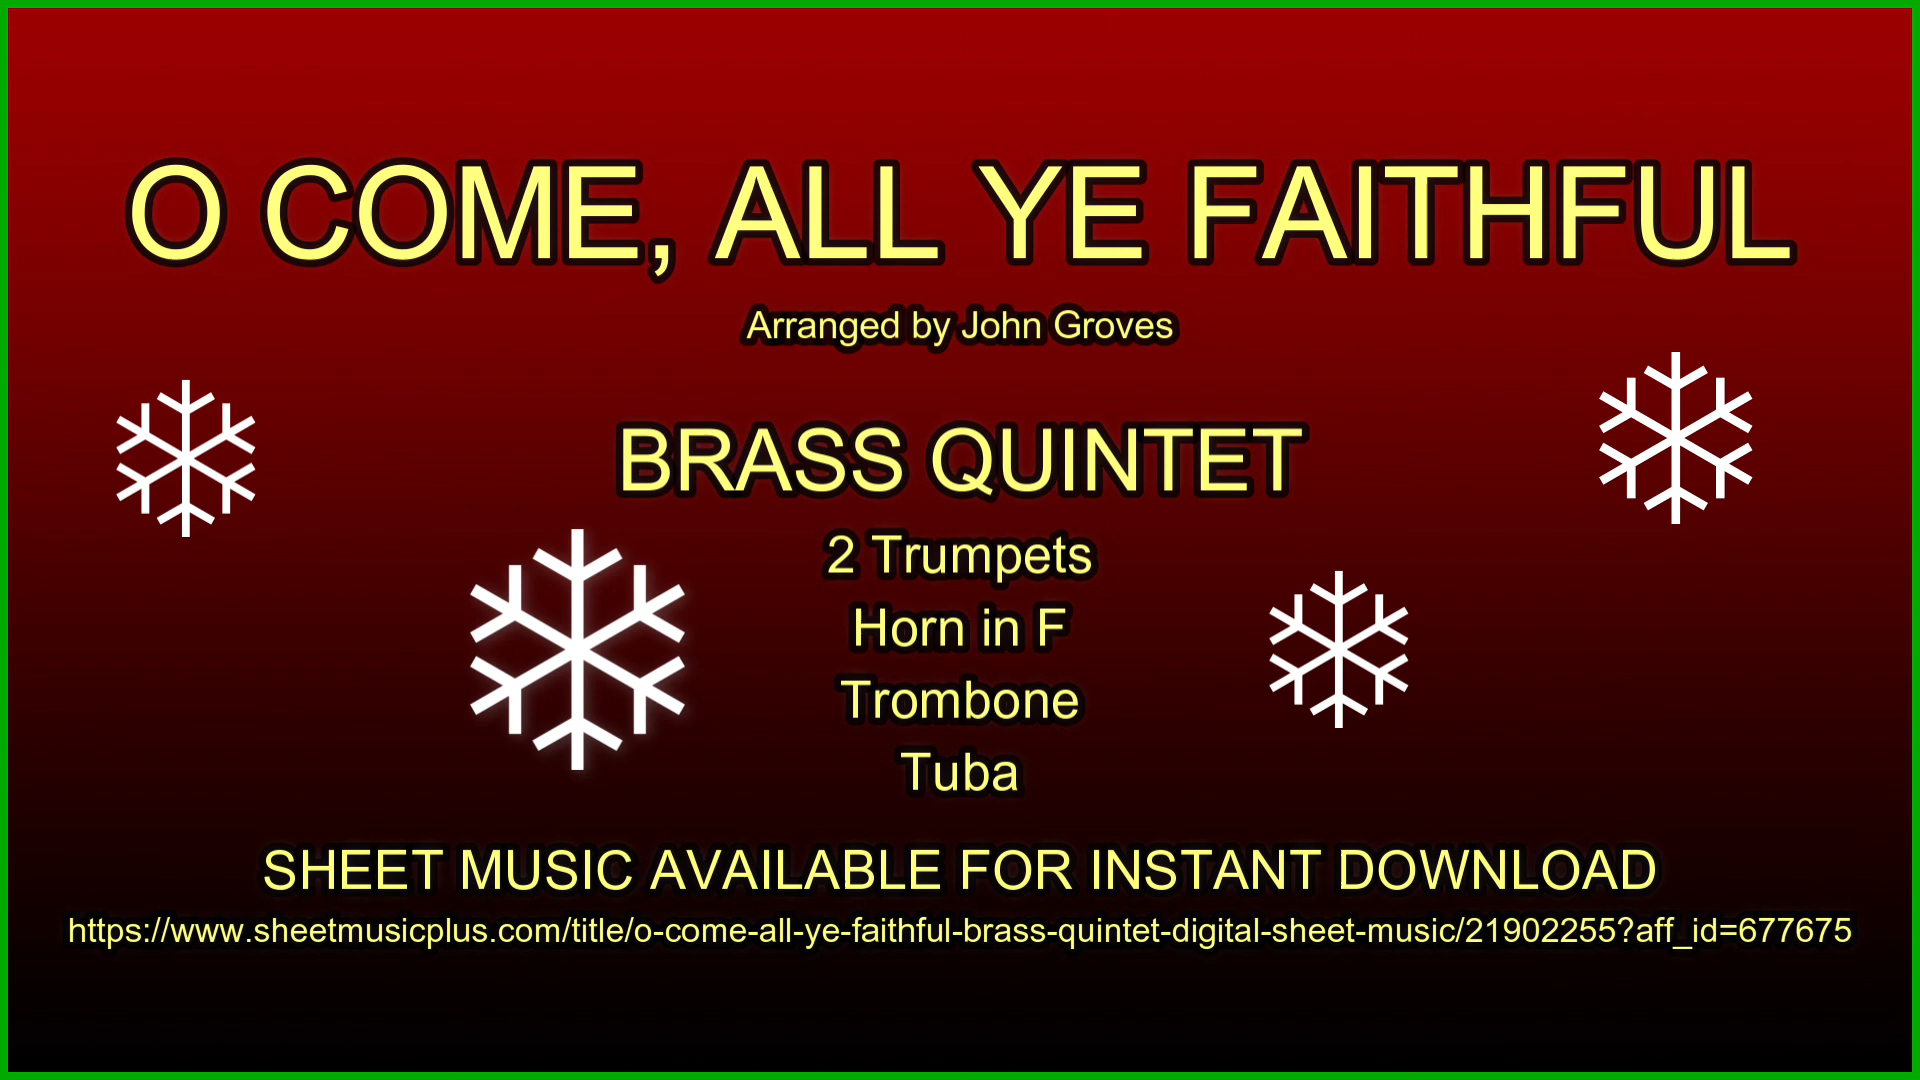 O COME, ALL YE FAITHFUL
Arranged by John Groves
BRASS QUINTET
2 Trumpets
Horn in F
Trombone
Tuba
SHEET MUSIC AVAILABLE FOR INSTANT DOWNLOAD
https://www.sheetmusicplus.com/title/o-come-all-ye-faithful-brass-quintet-digital-sheet-music/21902255?aff_id=677675